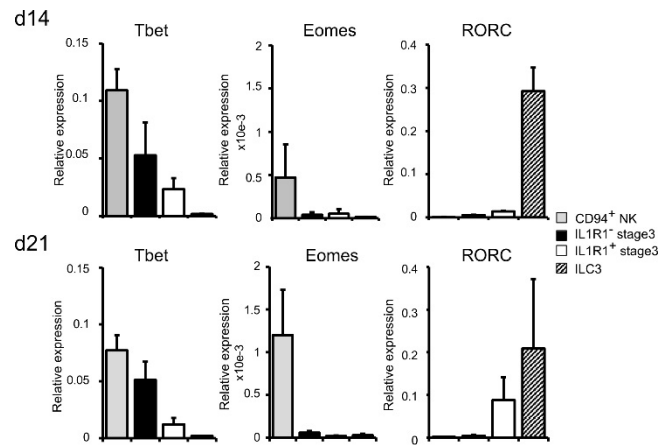 d14
Tbet
Eomes
RORC
Relative expression
0.15
0.1
0.05
0
Relative expression
x10e-3
2
1.5
1
0.5
0
Relative expression
0.4
0.3
0.2
0.1
0
CD94+ NK
IL1R1- stage3
IL1R1+ stage3
ILC3
d21
Tbet
Eomes
RORC
Relative expression
0.15
0.1
0.05
0
Relative expression
x10e-3
2
1.5
1
0.5
0
Relative expression
0.4
0.3
0.2
0.1
0